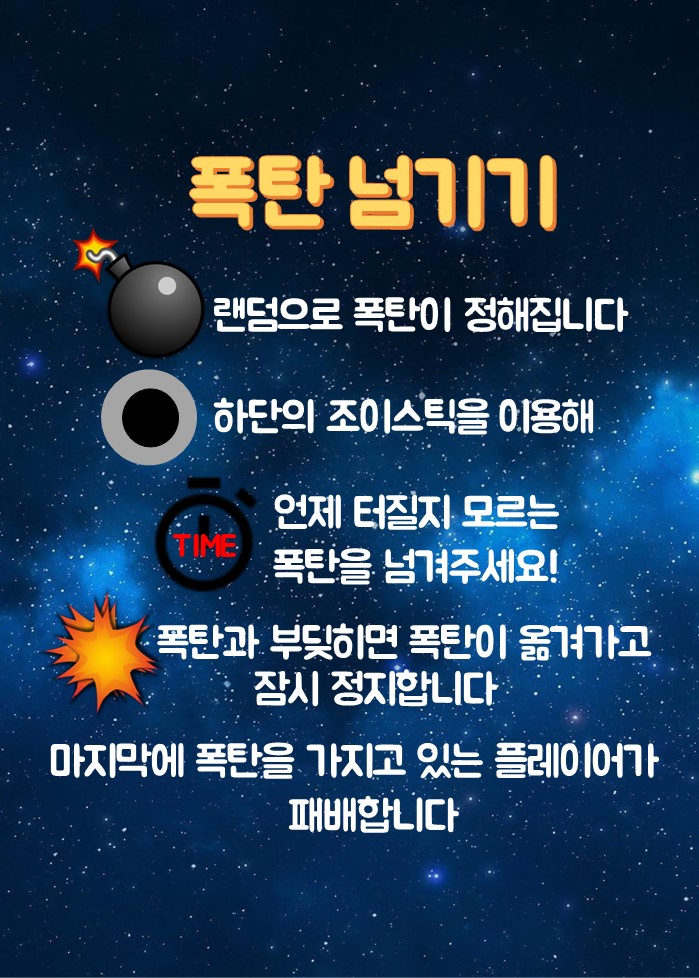 폭탄 넘기기
랜덤으로 폭탄이 정해집니다
하단의 조이스틱을 이용해
언제 터질지 모르는
TIME
폭탄을 넘겨주세요!
폭탄과 부딪히면 폭탄이 옮겨가고
잠시 정지합니다
마지막에 폭탄을 가지고 있는 플레이어가
패배합니다